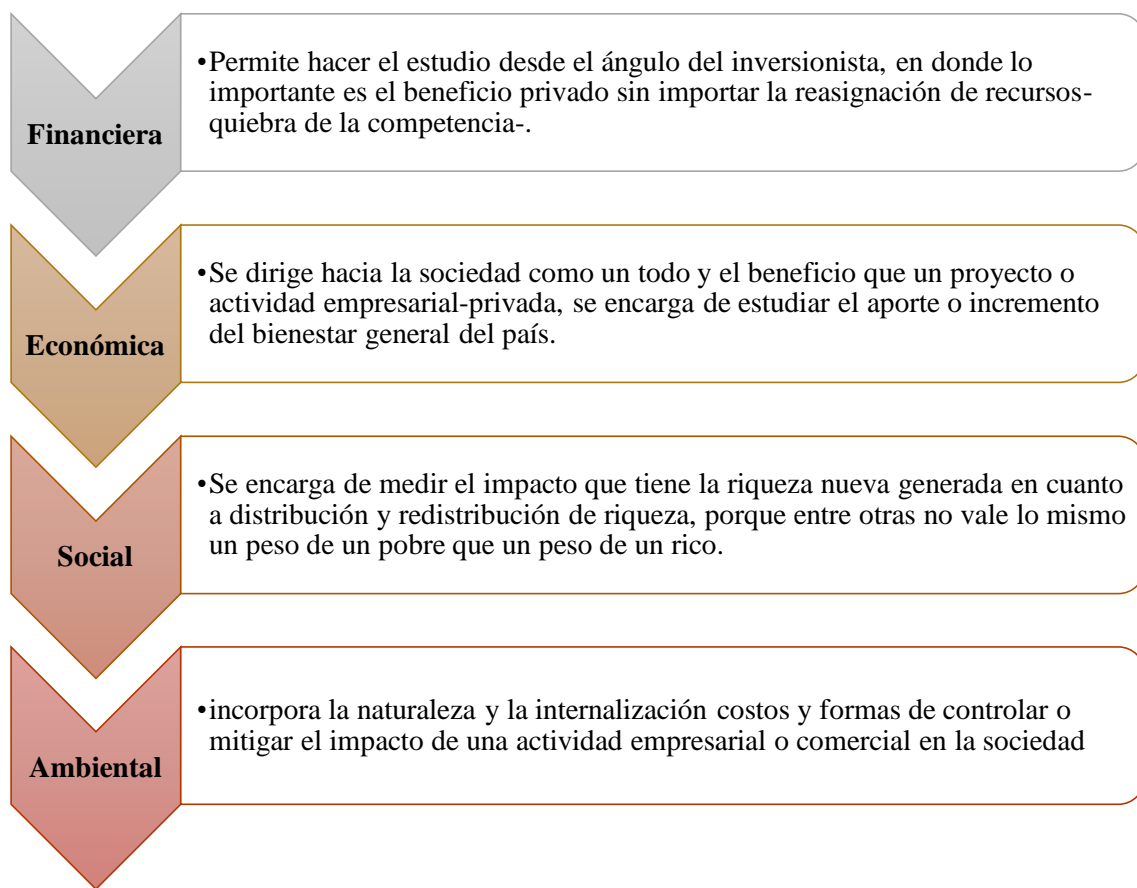 Financiera
•Permite hacer el estudio desde el ángulo del inversionista, en donde lo
importante es el beneficio privado sin importar la reasignación de recursos-
quiebra de la competencia-.
Económica
•Se dirige hacia la sociedad como un todo y el beneficio que un proyecto o
actividad empresarial-privada, se encarga de estudiar el aporte o incremento
del bienestar general del país.
Social
•Se encarga de medir el impacto que tiene la riqueza nueva generada en cuanto
a distribución y redistribución de riqueza, porque entre otras no vale lo mismo
un peso de un pobre que un peso de un rico.
Ambiental
•incorpora la naturaleza y la internalización costos y formas de controlar o
mitigar el impacto de una actividad empresarial o comercial en la sociedad